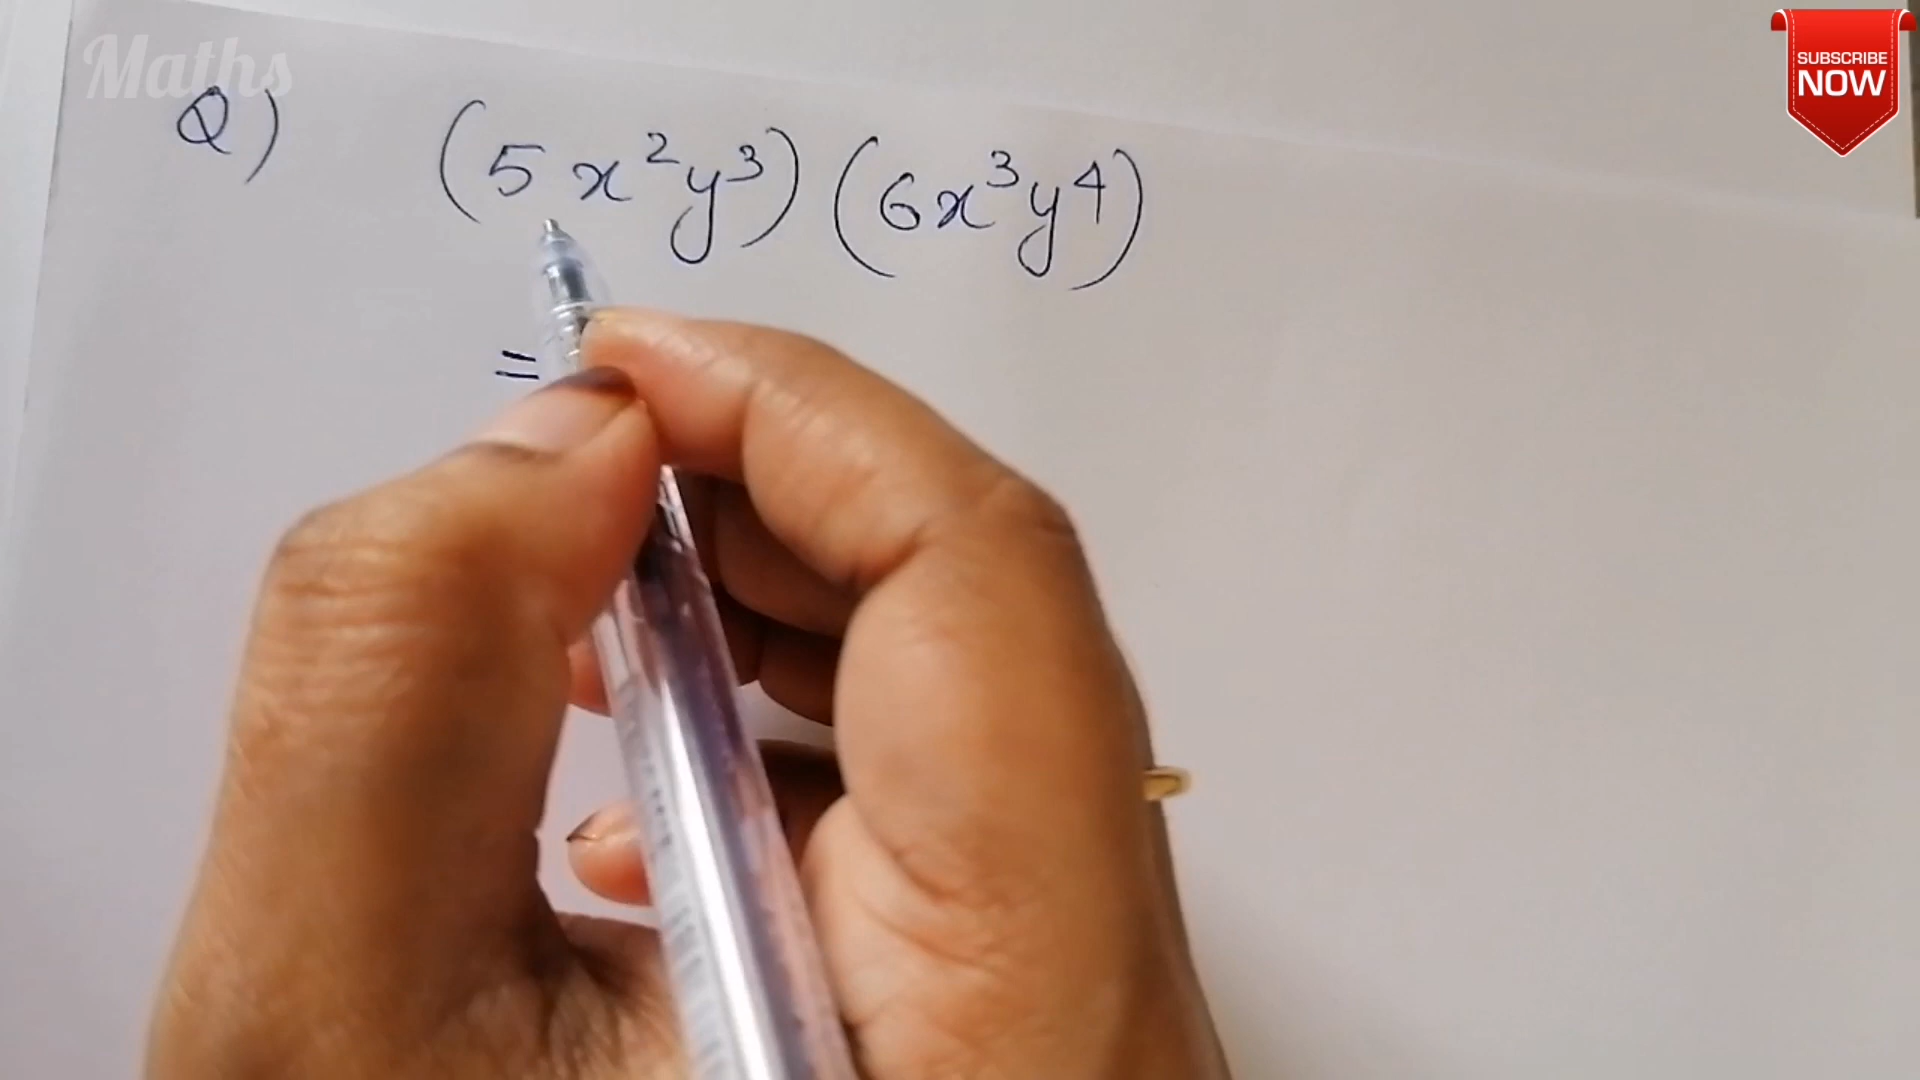 Maths
SUBSCRIBE
NOW
Q) (5x²y³)(6x³y⁴)
=